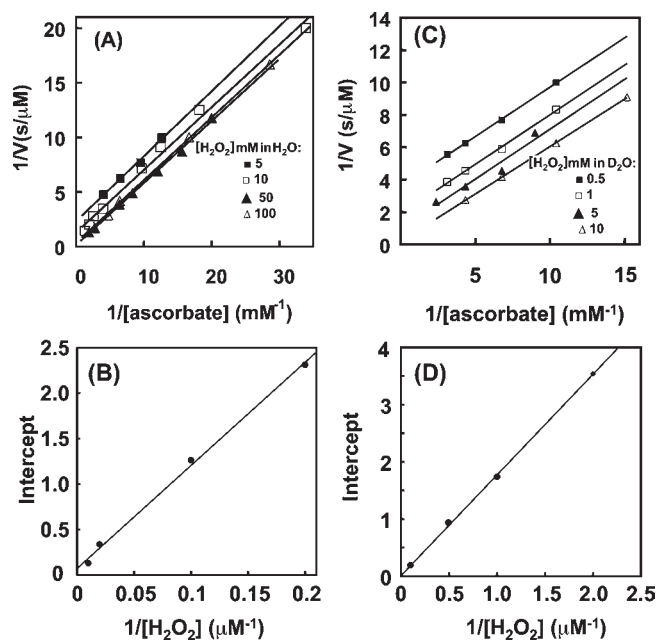 (A)
1/V(s/μM)
20
15
10
5
0
[H₂O₂]mM in H₂O:
5
10
50
100
0 10 20 30
1/[ascorbate] (mM⁻¹)
(C)
1/V (s/μM)
14
12
10
8
6
4
2
0
[H₂O₂]mM in D₂O:
0.5
1
5
10
5 10 15
1/[ascorbate] (mM⁻¹)
(B)
Intercept
2.5
2.0
1.5
1.0
0.5
0
0 0.05 0.1 0.15 0.2
1/[H₂O₂] (μM⁻¹)
(D)
Intercept
4
3
2
1
0
0 0.5 1.0 1.5 2.0 2.5
1/[H₂O₂] (μM⁻¹)